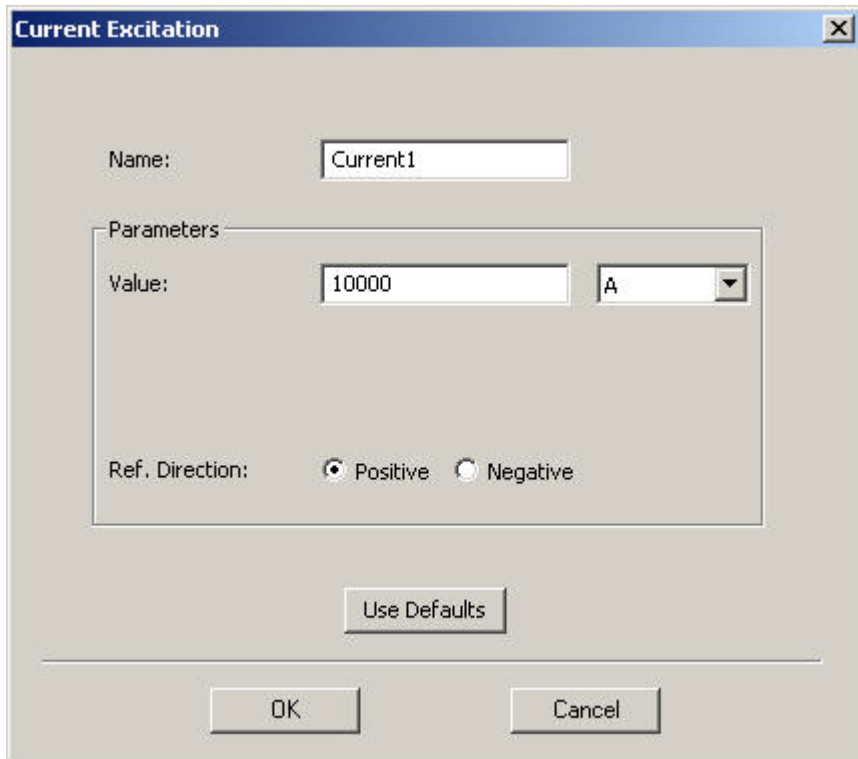 Current Excitation
Name: Current1
Parameters
Value: 10000 A
Ref. Direction: Positive Negative
Use Defaults
OK Cancel